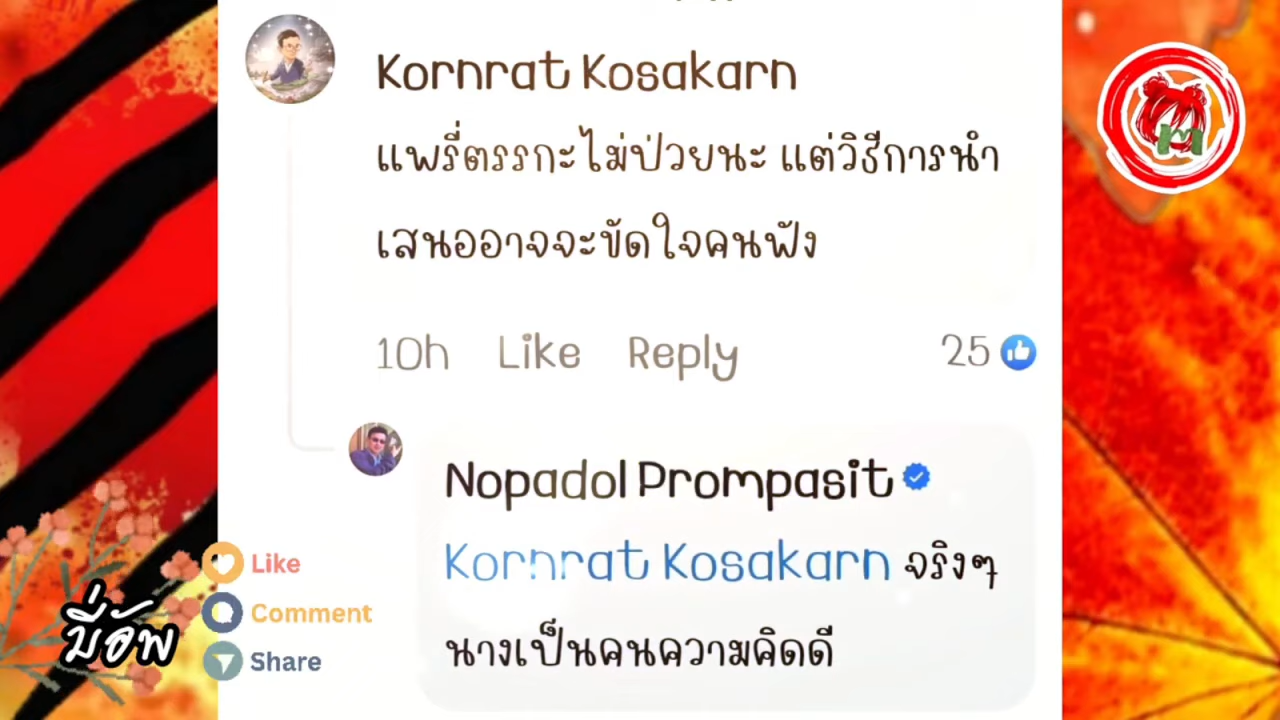 Kornrat Kosakarn
แพรี่ตรรกะไม่ป่วยนะ แต่วิธีการนำ
เสนออาจจะขัดใจคนฟัง
10h Like Reply 25
Nopadol Prompasit
Kornrat Kosakarn จริงๆ
นางเป็นคนความคิดดี
Like
Comment
Share
บี่อัพ
M